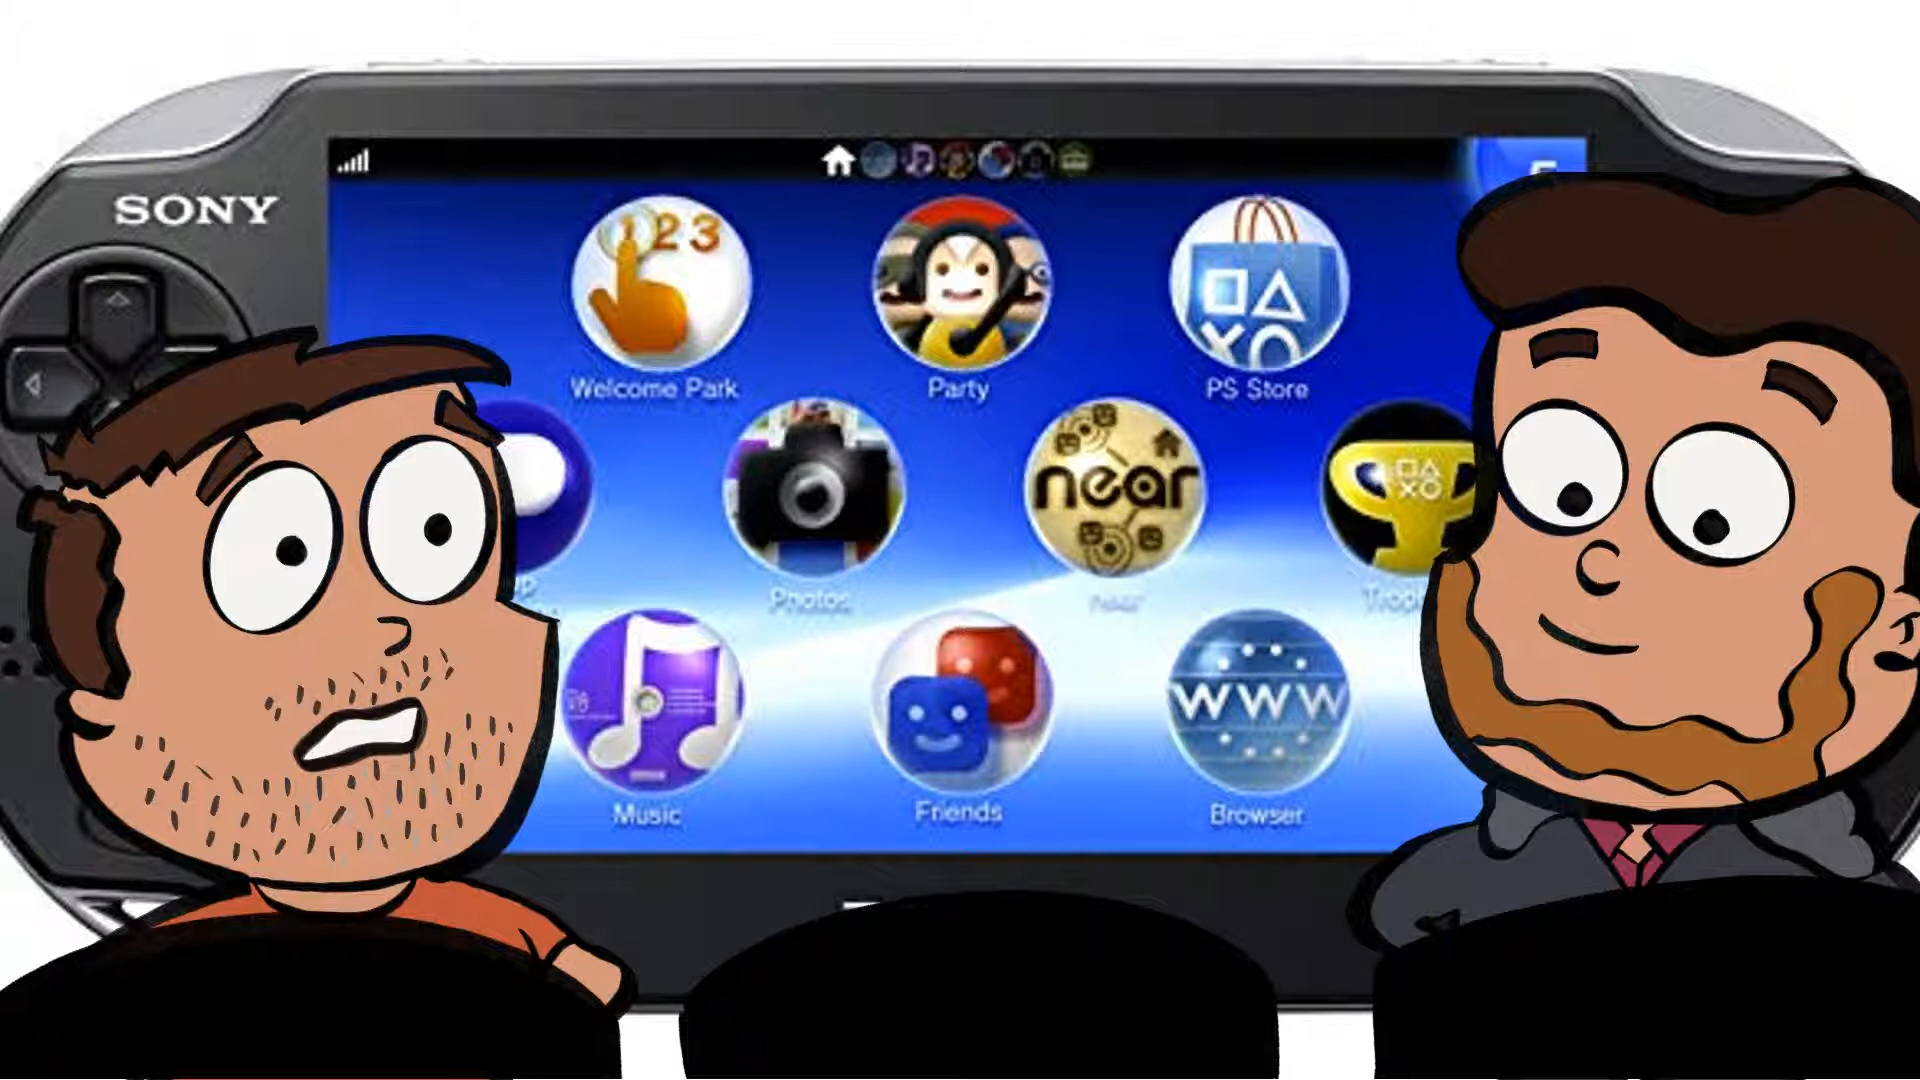 SONY
123
Welcome Park
Party
PS Store
near
Photos
Music
Friends
WWW
Browser